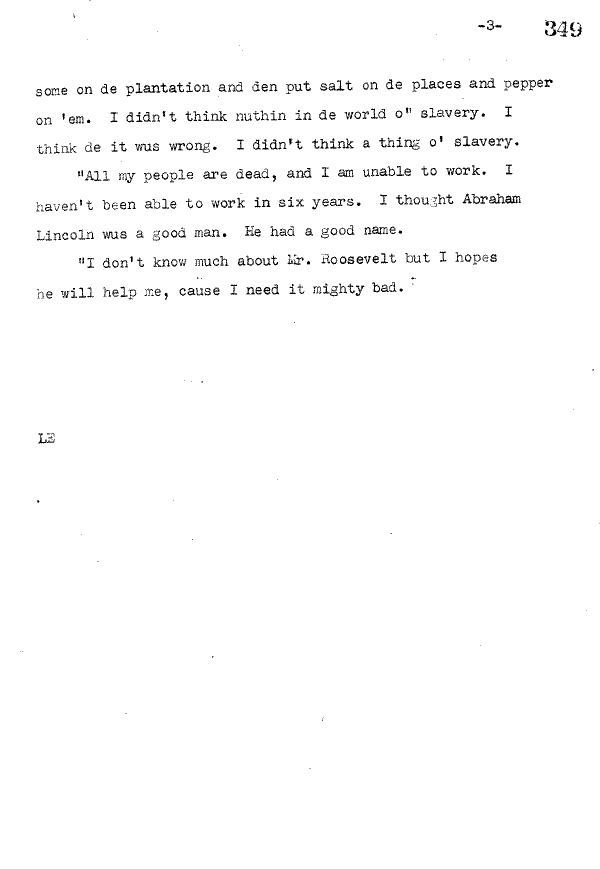 -3- 349
some on de plantation and den put salt on de places and pepper
on 'em. I didn't think nuthin in de world o" slavery. I
think de it wus wrong. I didn't think a thing o' slavery.
"All my people are dead, and I am unable to work. I
haven't been able to work in six years. I thought Abraham
Lincoln wus a good man. He had a good name.
"I don't know much about Mr. Roosevelt but I hopes
he will help me, cause I need it mighty bad.
LE